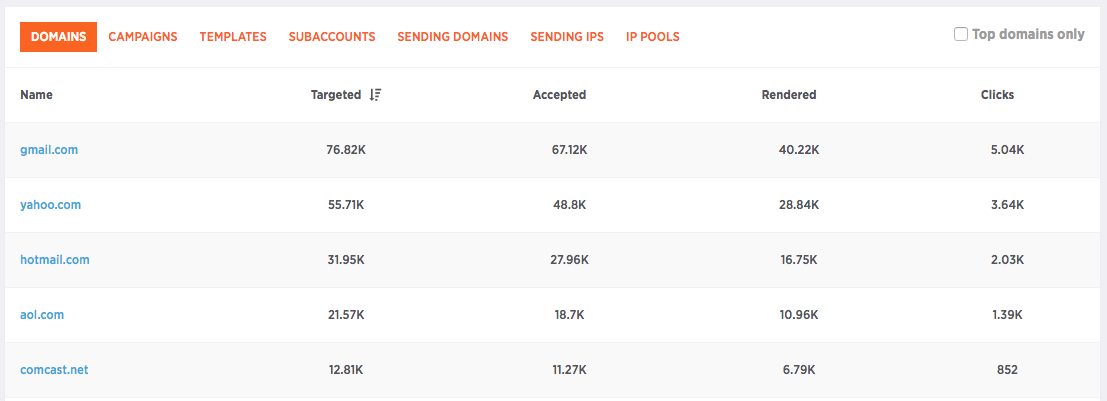 DOMAINS CAMPAIGNS TEMPLATES SUBACCOUNTS SENDING DOMAINS SENDING IPS IP POOLS Top domains only
Name Targeted Accepted Rendered Clicks
gmail.com 76.82K 67.12K 40.22K 5.04K
yahoo.com 55.71K 48.8K 28.84K 3.64K
hotmail.com 31.95K 27.96K 16.75K 2.03K
aol.com 21.57K 18.7K 10.96K 1.39K
comcast.net 12.81K 11.27K 6.79K 852